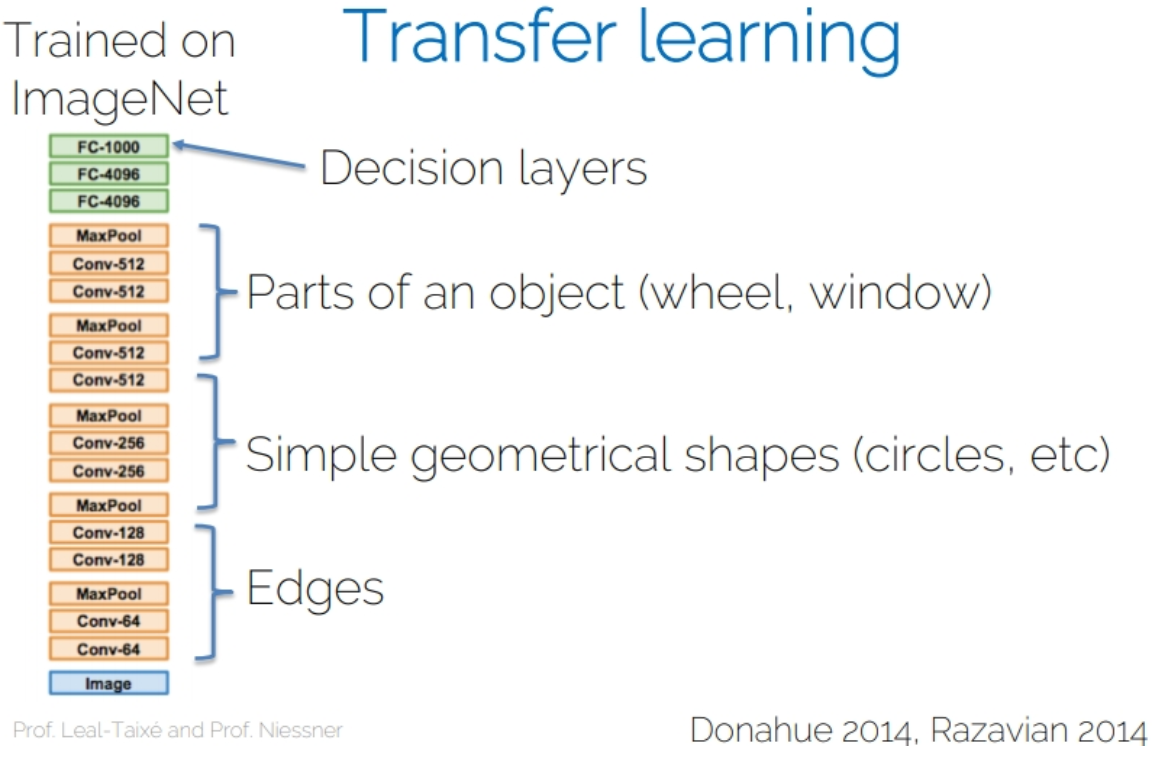 Transfer learning
Trained on
ImageNet
FC-1000
FC-4096
FC-4096
MaxPool
Conv-512
Conv-512
MaxPool
Conv-512
Conv-512
MaxPool
Conv-256
Conv-256
MaxPool
Conv-128
Conv-128
MaxPool
Conv-64
Conv-64
Image
Decision layers
Parts of an object (wheel, window)
Simple geometrical shapes (circles, etc)
Edges
Prof. Leal-Taixé and Prof. Niessner
Donahue 2014, Razavian 2014